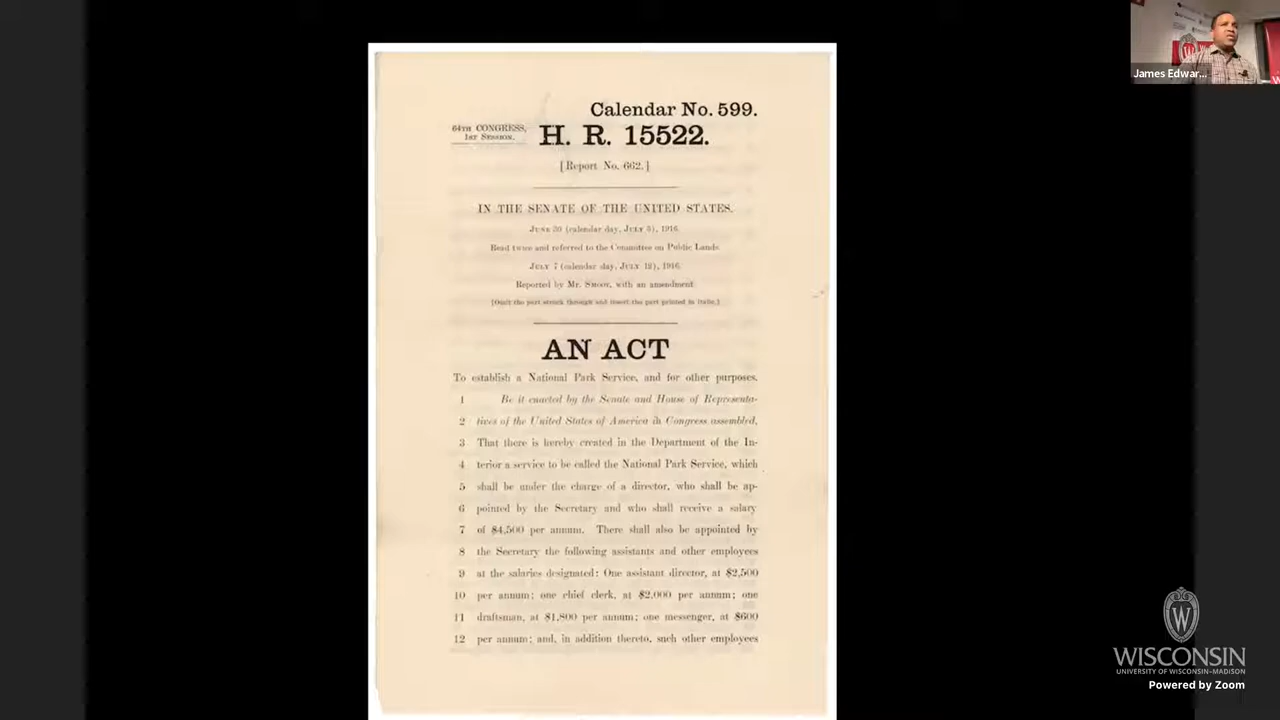 Calendar No. 599.
64TH CONGRESS,
1ST SESSION.
H. R. 15522.
[Report No. 662.]
IN THE SENATE OF THE UNITED STATES.
JUNE 30 (calendar day, JULY 5), 1916.
Read twice and referred to the Committee on Public Lands.
JULY 7 (calendar day, JULY 18), 1916.
Reported by Mr. SMOOT, with an amendment.
[Omit the part struck through and insert the part printed in italic.]
AN ACT
To establish a National Park Service, and for other purposes.
1 Be it enacted by the Senate and House of Representa-
2 tives of the United States of America in Congress assembled,
3 That there is hereby created in the Department of the In-
4 terior a service to be called the National Park Service, which
5 shall be under the charge of a director, who shall be ap-
6 pointed by the Secretary and who shall receive a salary
7 of $4,500 per annum. There shall also be appointed by
8 the Secretary the following assistants and other employees
9 at the salaries designated: One assistant director, at $2,500
10 per annum; one chief clerk, at $2,000 per annum; one
11 draftsman, at $1,800 per annum; one messenger, at $600
12 per annum; and, in addition thereto, such other employees
James Edwar...
W
WISCONSIN
UNIVERSITY OF WISCONSIN–MADISON
Powered by Zoom